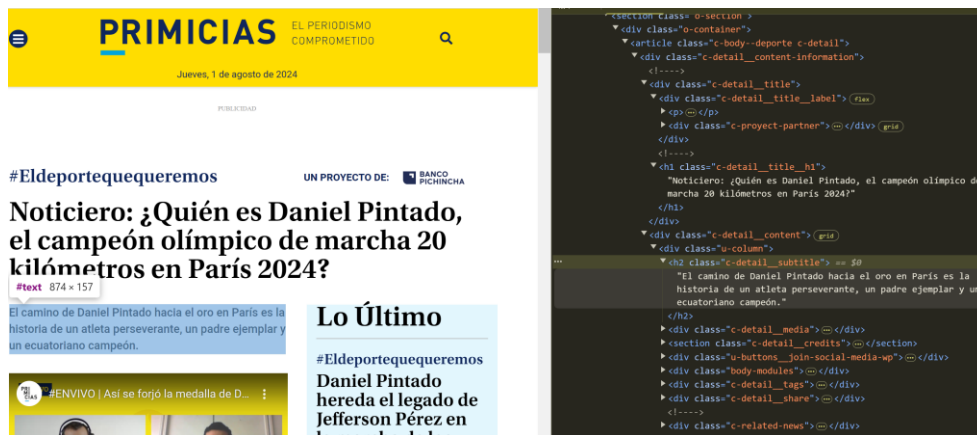 PRIMICIAS
EL PERIODISMO
COMPROMETIDO
Jueves, 1 de agosto de 2024
PUBLICIDAD
#Eldeportequequeremos
UN PROYECTO DE:
BANCO
PICHINCHA
Noticiero: ¿Quién es Daniel Pintado,
el campeón olímpico de marcha 20
kilómetros en París 2024?
#text 874 × 157
El camino de Daniel Pintado hacia el oro en París es la
historia de un atleta perseverante, un padre ejemplar y
un ecuatoriano campeón.
#ENVIVO | Así se forjó la medalla de D...
Lo Último
#Eldeportequequeremos
Daniel Pintado
hereda el legado de
Jefferson Pérez en
<section class="o-section">
<div class="o-container">
<article class="c-body--deporte c-detail">
<div class="c-detail__content-information">
<!---->
<div class="c-detail__title">
<div class="c-detail__title__label"> flex
<p> ⋯ </p>
<div class="c-proyect-partner"> ⋯ </div> grid
</div>
<!---->
<h1 class="c-detail__title__h1">
"Noticiero: ¿Quién es Daniel Pintado, el campeón olímpico de
marcha 20 kilómetros en París 2024?"
</h1>
</div>
<div class="c-detail__content"> grid
<div class="u-column">
<h2 class="c-detail__subtitle"> == $0
"El camino de Daniel Pintado hacia el oro en París es la
historia de un atleta perseverante, un padre ejemplar y un
ecuatoriano campeón."
</h2>
<div class="c-detail__media"> ⋯ </div>
<section class="c-detail__credits"> ⋯ </section>
<div class="u-buttons__join-social-media-wp"> ⋯ </div>
<div class="body-modules"> ⋯ </div>
<div class="c-detail__tags"> ⋯ </div>
<div class="c-detail__share"> ⋯ </div>
<!---->
<div class="c-related-news"> ⋯ </div>